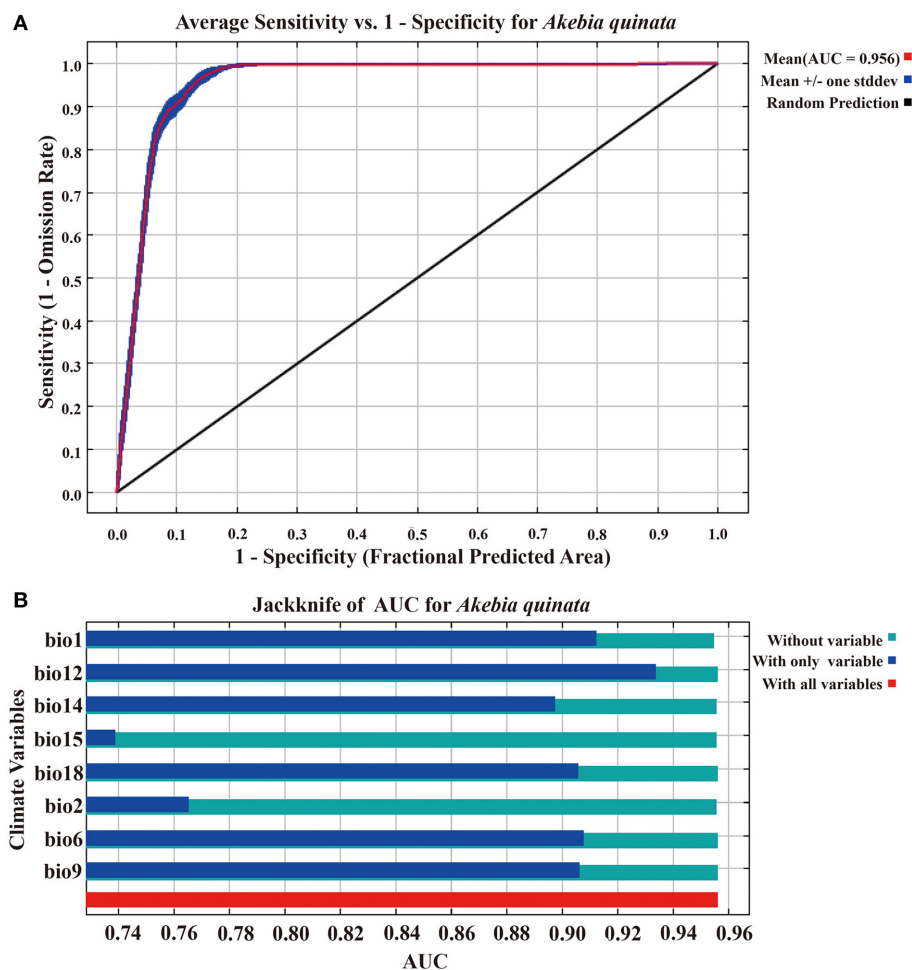 A
Average Sensitivity vs. 1 - Specificity for Akebia quinata
Mean(AUC = 0.956)
Mean +/- one stddev
Random Prediction
Sensitivity (1 - Omission Rate)
1.0
0.9
0.8
0.7
0.6
0.5
0.4
0.3
0.2
0.1
0.0
0.0 0.1 0.2 0.3 0.4 0.5 0.6 0.7 0.8 0.9 1.0
1 - Specificity (Fractional Predicted Area)
B
Jackknife of AUC for Akebia quinata
Without variable
With only variable
With all variables
Climate Variables
bio1
bio12
bio14
bio15
bio18
bio2
bio6
bio9
0.74 0.76 0.78 0.80 0.82 0.84 0.86 0.88 0.90 0.92 0.94 0.96
AUC